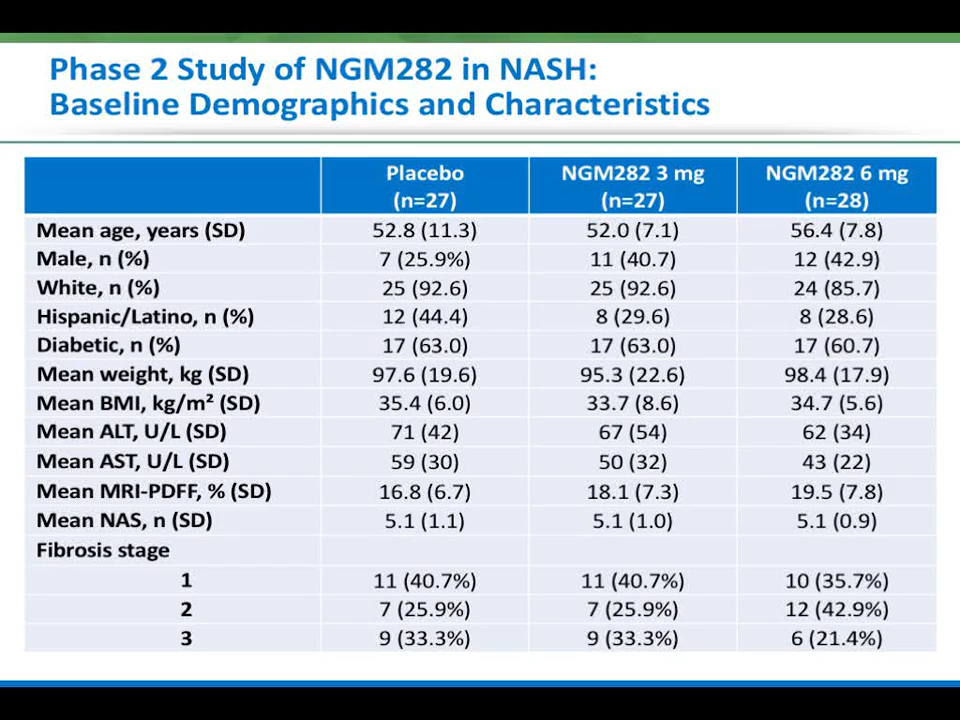 Phase 2 Study of NGM282 in NASH:
Baseline Demographics and Characteristics
Placebo (n=27) NGM282 3 mg (n=27) NGM282 6 mg (n=28)
Mean age, years (SD) 52.8 (11.3) 52.0 (7.1) 56.4 (7.8)
Male, n (%) 7 (25.9%) 11 (40.7) 12 (42.9)
White, n (%) 25 (92.6) 25 (92.6) 24 (85.7)
Hispanic/Latino, n (%) 12 (44.4) 8 (29.6) 8 (28.6)
Diabetic, n (%) 17 (63.0) 17 (63.0) 17 (60.7)
Mean weight, kg (SD) 97.6 (19.6) 95.3 (22.6) 98.4 (17.9)
Mean BMI, kg/m² (SD) 35.4 (6.0) 33.7 (8.6) 34.7 (5.6)
Mean ALT, U/L (SD) 71 (42) 67 (54) 62 (34)
Mean AST, U/L (SD) 59 (30) 50 (32) 43 (22)
Mean MRI-PDFF, % (SD) 16.8 (6.7) 18.1 (7.3) 19.5 (7.8)
Mean NAS, n (SD) 5.1 (1.1) 5.1 (1.0) 5.1 (0.9)
Fibrosis stage
1 11 (40.7%) 11 (40.7%) 10 (35.7%)
2 7 (25.9%) 7 (25.9%) 12 (42.9%)
3 9 (33.3%) 9 (33.3%) 6 (21.4%)